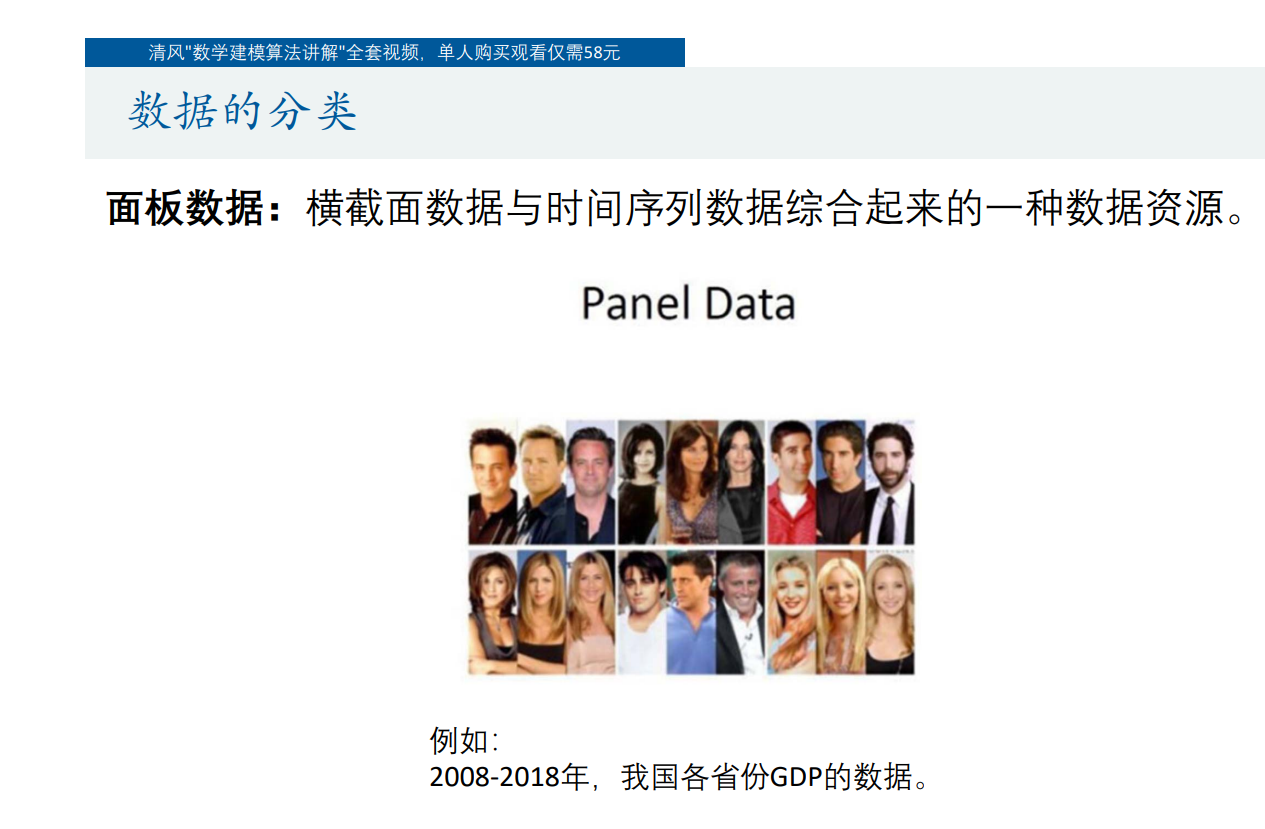 清风"数学建模算法讲解"全套视频，单人购买观看仅需58元
数据的分类
面板数据：横截面数据与时间序列数据综合起来的一种数据资源。
Panel Data
例如：
2008-2018年，我国各省份GDP的数据。